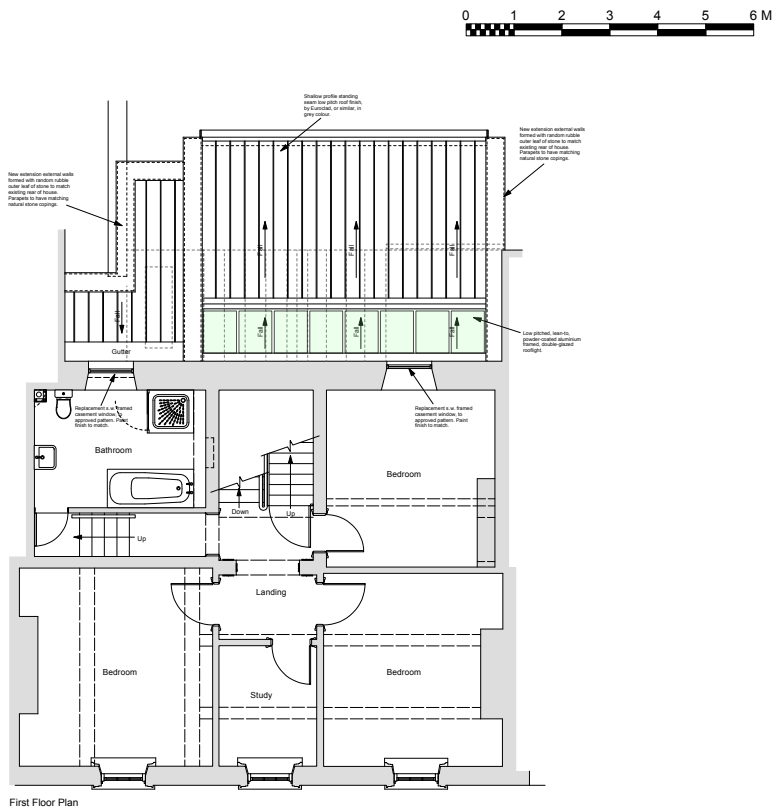 0 1 2 3 4 5 6 M
Shallow profile standing
seam low pitch roof finish,
by Euroclad, or similar, in
grey colour.
New extension external walls
formed with random rubble
outer leaf of stone to match
existing rear of house.
Parapets to have matching
natural stone copings.
New extension external walls
formed with random rubble
outer leaf of stone to match
existing rear of house.
Parapets to have matching
natural stone copings.
Fall
Fall
Fall
Fall
Fall
Fall
Fall
Low pitched, lean-to,
powder-coated aluminium
framed, double-glazed
rooflight.
Gutter
Replacement s.w. framed
casement window, to
approved pattern. Paint
finish to match.
Replacement s.w. framed
casement window, to
approved pattern. Paint
finish to match.
Bathroom
Bedroom
Down
Up
Up
Landing
Bedroom
Bedroom
Study
First Floor Plan